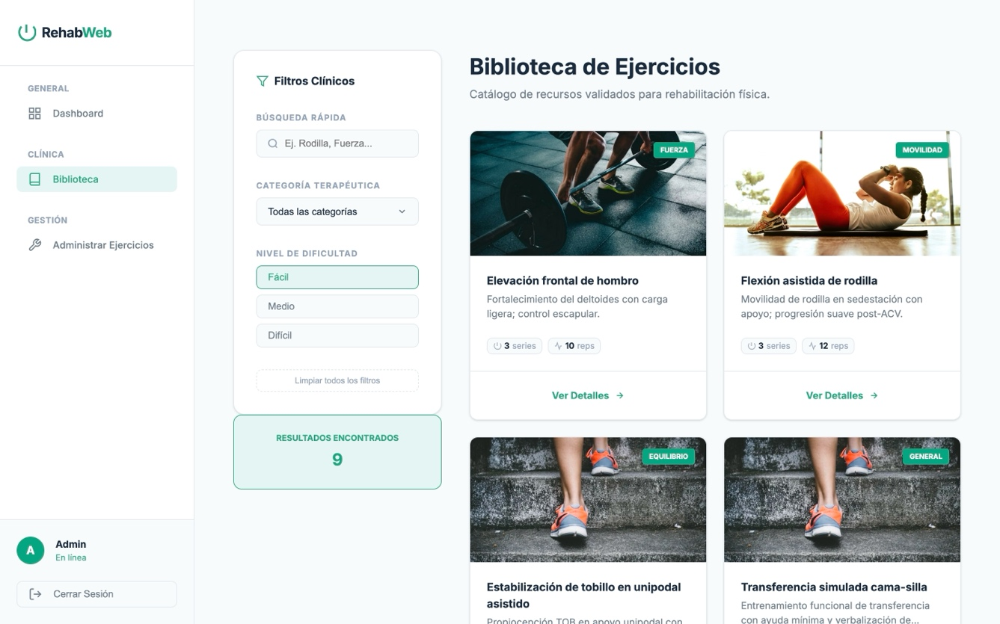 RehabWeb
GENERAL
Dashboard
CLÍNICA
Biblioteca
GESTIÓN
Administrar Ejercicios
A
Admin
En línea
Cerrar Sesión
Filtros Clínicos
BÚSQUEDA RÁPIDA
Ej. Rodilla, Fuerza...
CATEGORÍA TERAPÉUTICA
Todas las categorías
NIVEL DE DIFICULTAD
Fácil
Medio
Difícil
Limpiar todos los filtros
RESULTADOS ENCONTRADOS
9
Biblioteca de Ejercicios
Catálogo de recursos validados para rehabilitación física.
FUERZA
Elevación frontal de hombro
Fortalecimiento del deltoides con carga
ligera; control escapular.
3 series
10 reps
Ver Detalles →
MOVILIDAD
Flexión asistida de rodilla
Movilidad de rodilla en sedestación con
apoyo; progresión suave post-ACV.
3 series
12 reps
Ver Detalles →
EQUILIBRIO
Estabilización de tobillo en unipodal
asistido
Propiocepción TOB en apoyo unipodal con
GENERAL
Transferencia simulada cama-silla
Entrenamiento funcional de transferencia
con ayuda mínima y verbalización de...